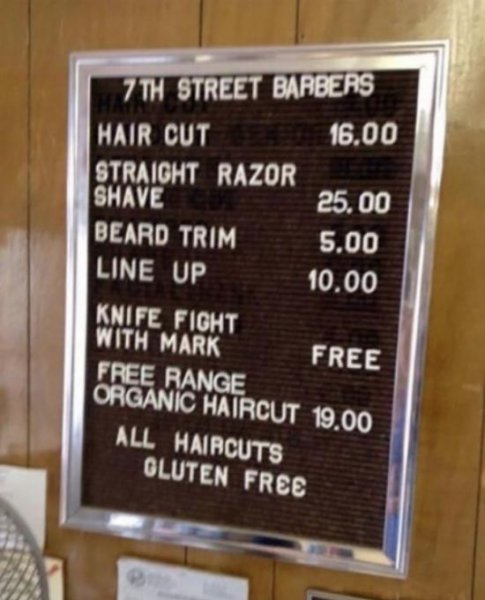 7TH STREET BARBERS
HAIR CUT 16.00
STRAIGHT RAZOR
SHAVE 25.00
BEARD TRIM 5.00
LINE UP 10.00
KNIFE FIGHT
WITH MARK FREE
FREE RANGE
ORGANIC HAIRCUT 19.00
ALL HAIRCUTS
GLUTEN FREE